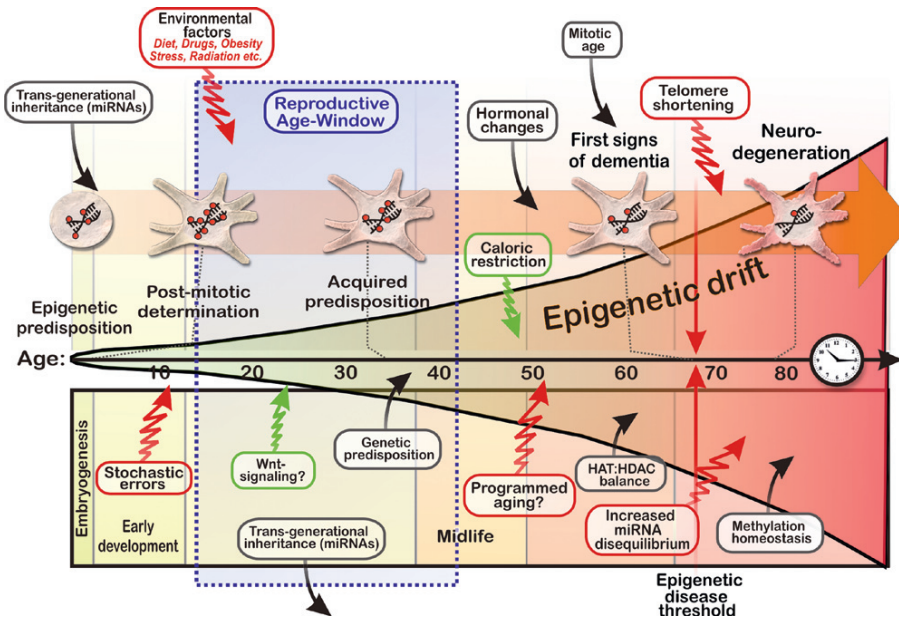 Environmental
factors
Diet, Drugs, Obesity
Stress, Radiation etc.
Mitotic
age
Trans-generational
inheritance (miRNAs)
Reproductive
Age-Window
Hormonal
changes
Telomere
shortening
First signs
of dementia
Neuro-
degeneration
Caloric
restriction
Epigenetic
predisposition
Post-mitotic
determination
Acquired
predisposition
Epigenetic drift
Age:
10 20 30 40 50 60 70 80
Embryogenesis
Stochastic
errors
Wnt-
signaling?
Genetic
predisposition
Programmed
aging?
HAT:HDAC
balance
Increased
miRNA
disequilibrium
Methylation
homeostasis
Early
development
Trans-generational
inheritance (miRNAs)
Midlife
Epigenetic
disease
threshold